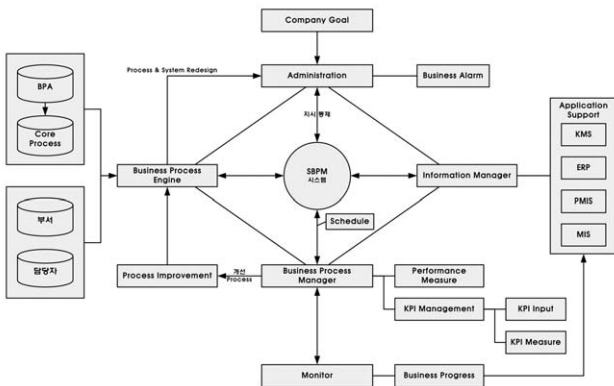 Company Goal
Process & System Redesign
Administration
Business Alarm
BPA
Core
Process
지시 통제
Application
Support
KMS
ERP
PMIS
MIS
Business Process
Engine
SBPM
시스템
Information Manager
부서
담당자
Schedule
Process Improvement
개선
Process
Business Process
Manager
Performance
Measure
KPI Management
KPI Input
KPI Measure
Monitor
Business Progress